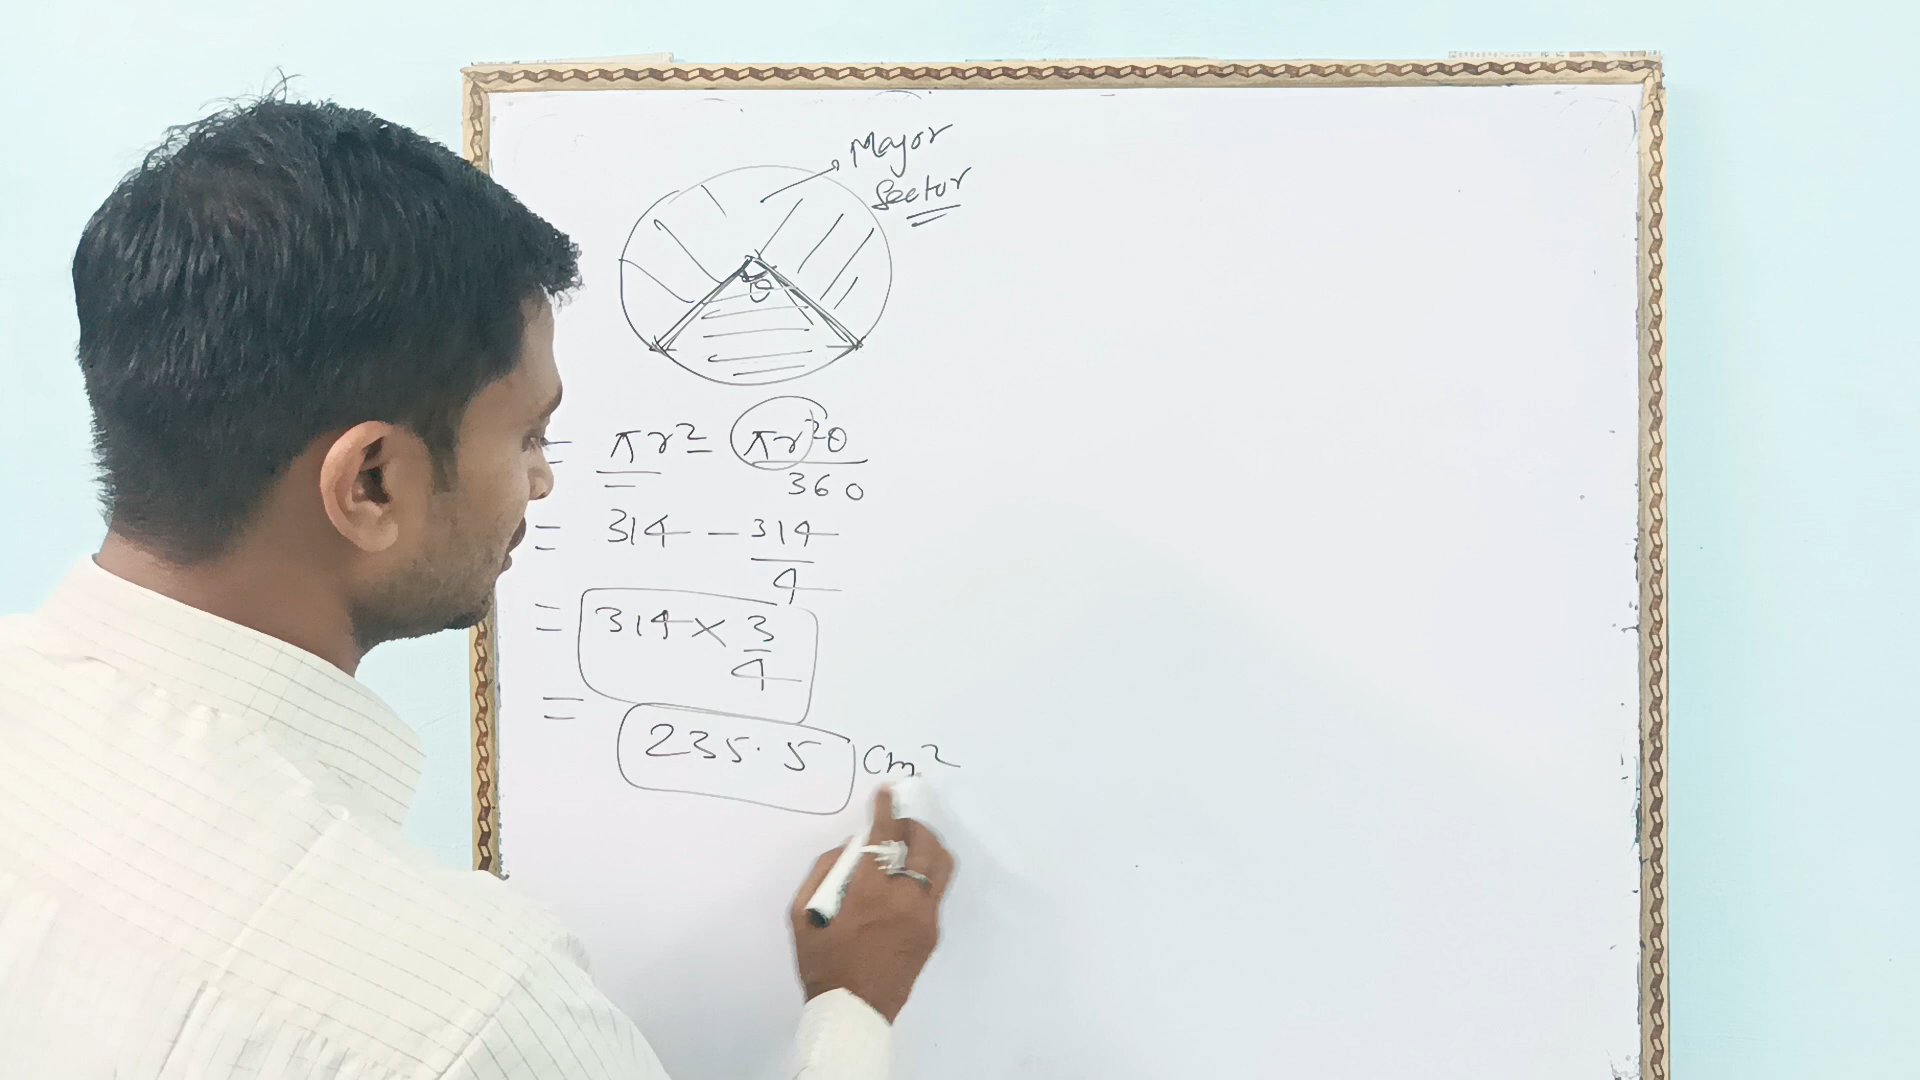 Major
Sector
θ
= πr² - πr²θ
360
= 314 - 314
4
= 314 × 3
4
= 235.5 cm²